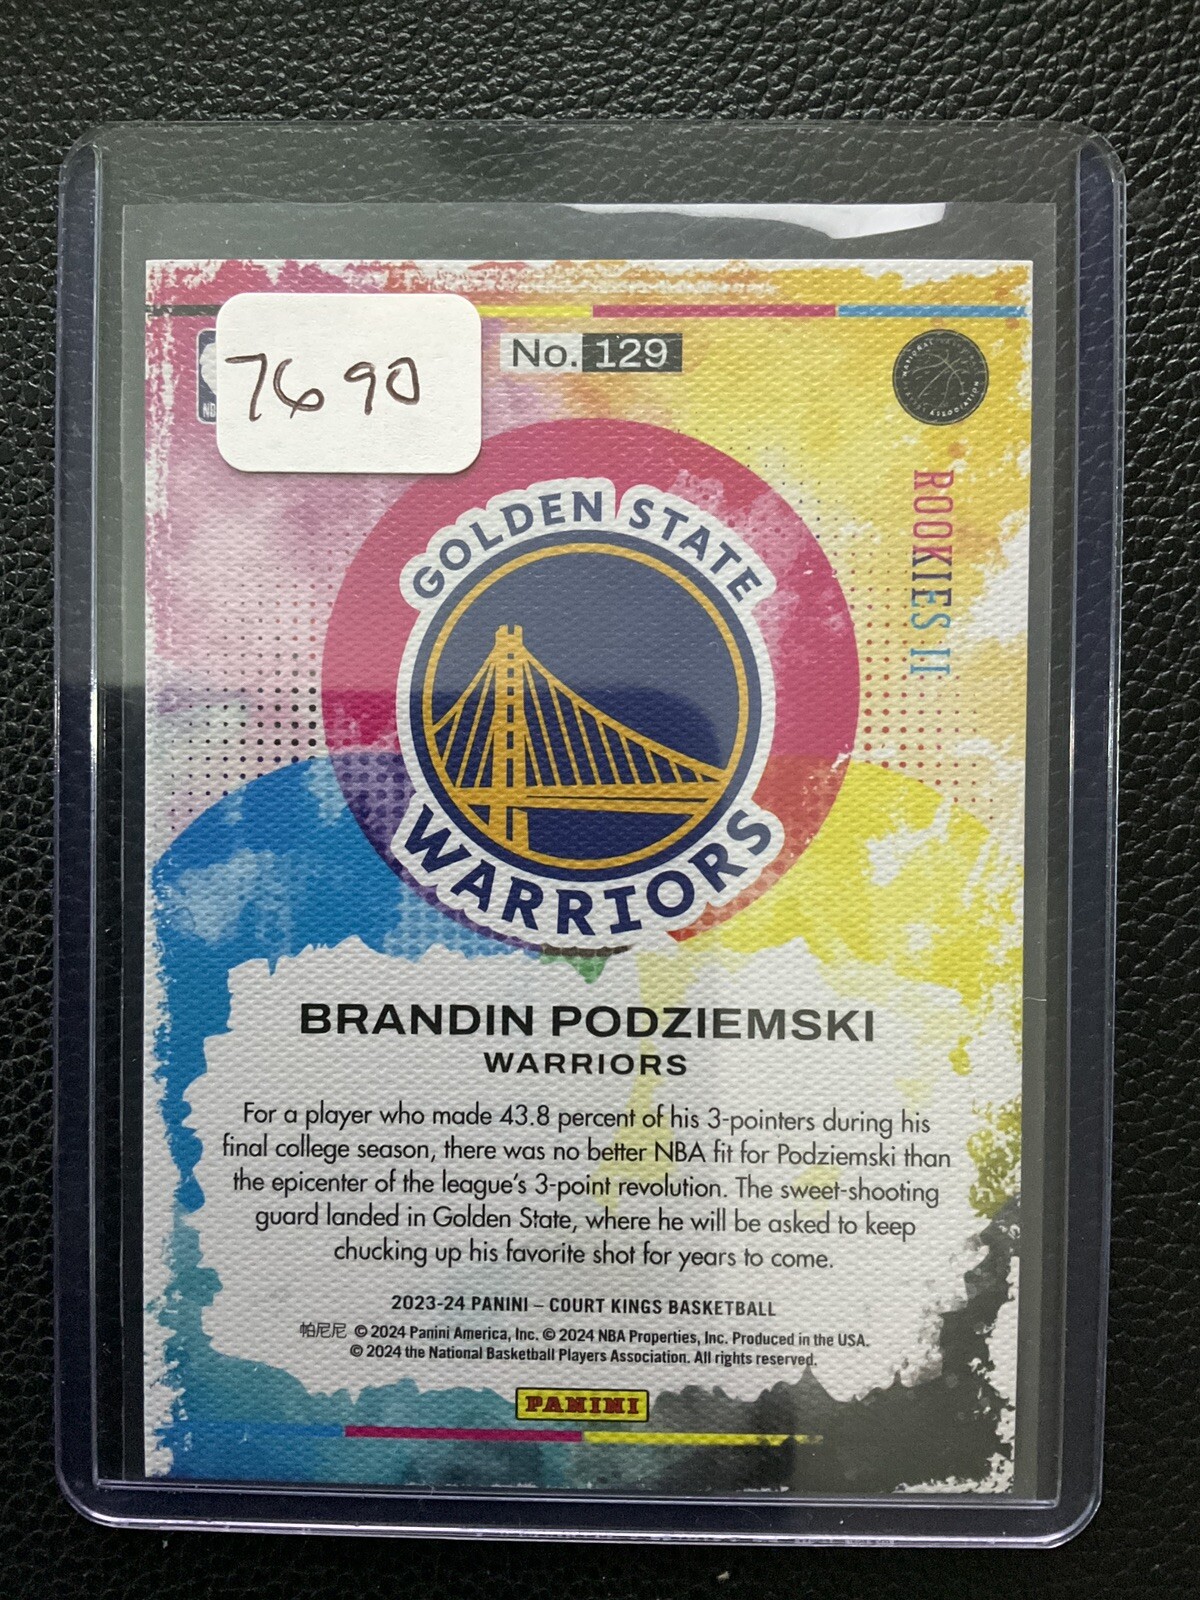 7690
No. 129
NB
ROOKIES II
GOLDEN STATE
WARRIORS
BRANDIN PODZIEMSKI
WARRIORS
For a player who made 43.8 percent of his 3-pointers during his
final college season, there was no better NBA fit for Podziemski than
the epicenter of the league's 3-point revolution. The sweet-shooting
guard landed in Golden State, where he will be asked to keep
chucking up his favorite shot for years to come.
2023-24 PANINI – COURT KINGS BASKETBALL
帕尼尼 © 2024 Panini America, Inc. © 2024 NBA Properties, Inc. Produced in the USA.
© 2024 the National Basketball Players Association. All rights reserved.
PANINI